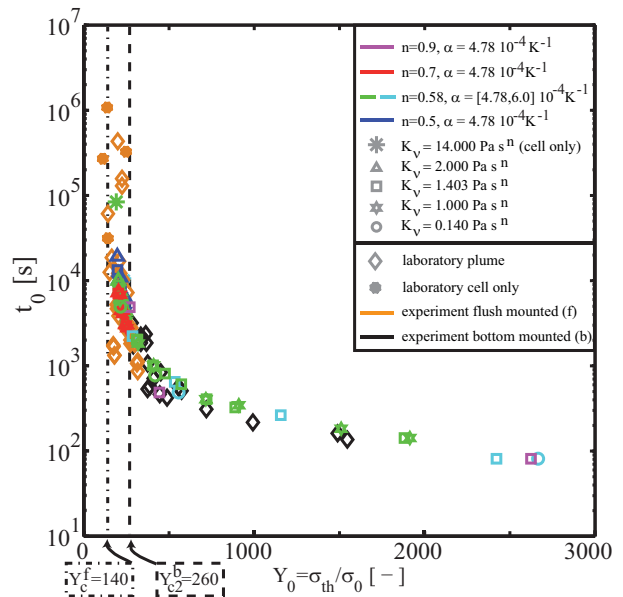 10^7
10^6
10^5
10^4
10^3
10^2
10^1
t_0 [s]
n=0.9, α = 4.78 10^-4 K^-1
n=0.7, α = 4.78 10^-4 K^-1
n=0.58, α = [4.78,6.0] 10^-4 K^-1
n=0.5, α = 4.78 10^-4 K^-1
K_ν = 14.000 Pa s^n (cell only)
K_ν = 2.000 Pa s^n
K_ν = 1.403 Pa s^n
K_ν = 1.000 Pa s^n
K_ν = 0.140 Pa s^n
laboratory plume
laboratory cell only
experiment flush mounted (f)
experiment bottom mounted (b)
0 1000 2000 3000
Y_0=σ_th/σ_0 [ − ]
Y_c^f=140
Y_c2^b=260